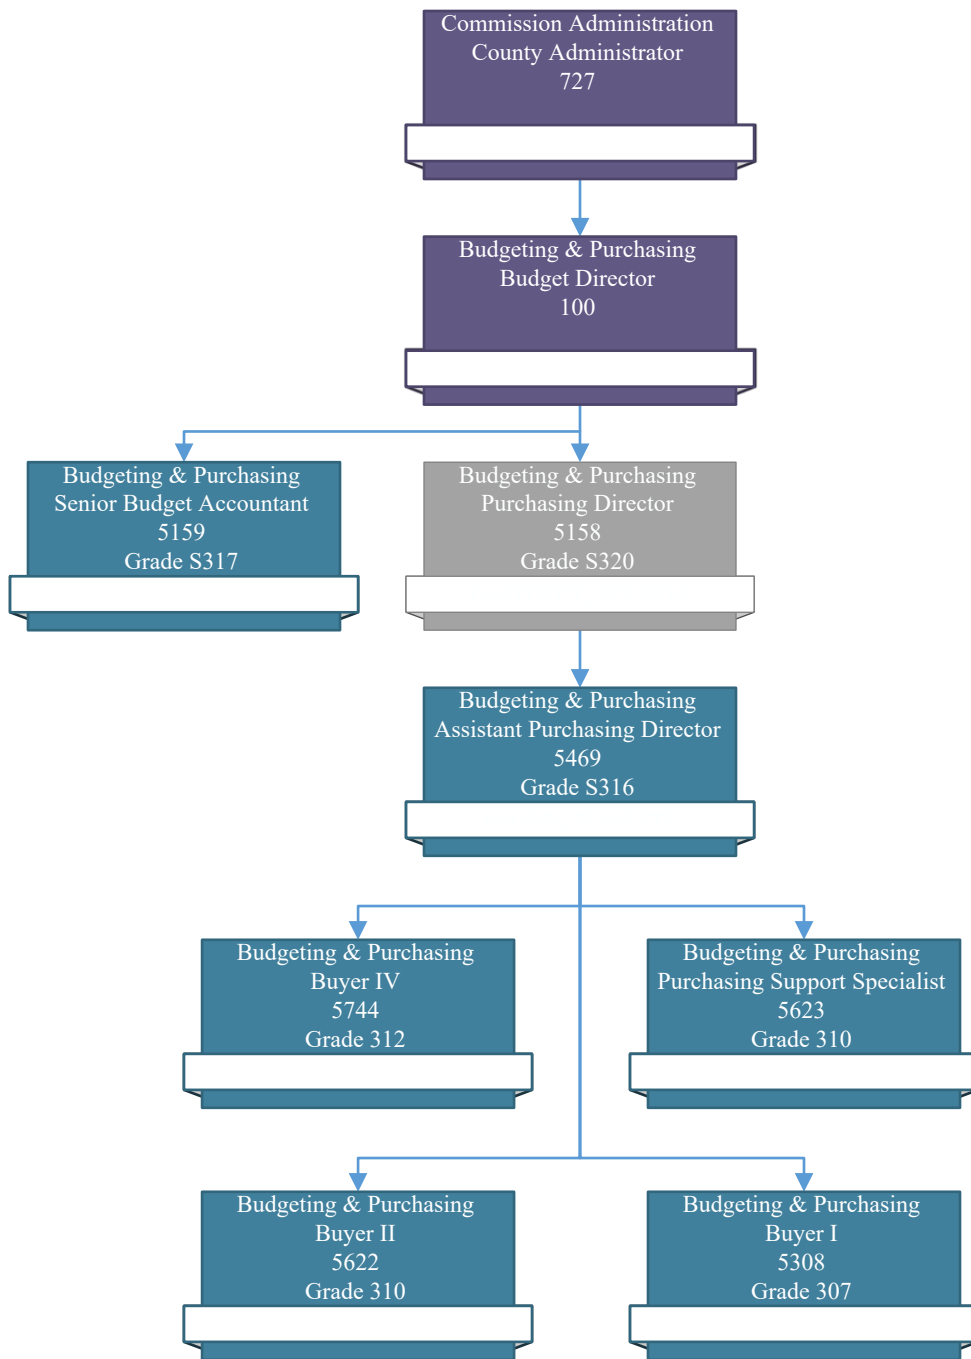 Commission Administration
County Administrator
727
Budgeting & Purchasing
Budget Director
100
Budgeting & Purchasing
Senior Budget Accountant
5159
Grade S317
Budgeting & Purchasing
Purchasing Director
5158
Grade S320
Budgeting & Purchasing
Assistant Purchasing Director
5469
Grade S316
Budgeting & Purchasing
Buyer IV
5744
Grade 312
Budgeting & Purchasing
Purchasing Support Specialist
5623
Grade 310
Budgeting & Purchasing
Buyer II
5622
Grade 310
Budgeting & Purchasing
Buyer I
5308
Grade 307